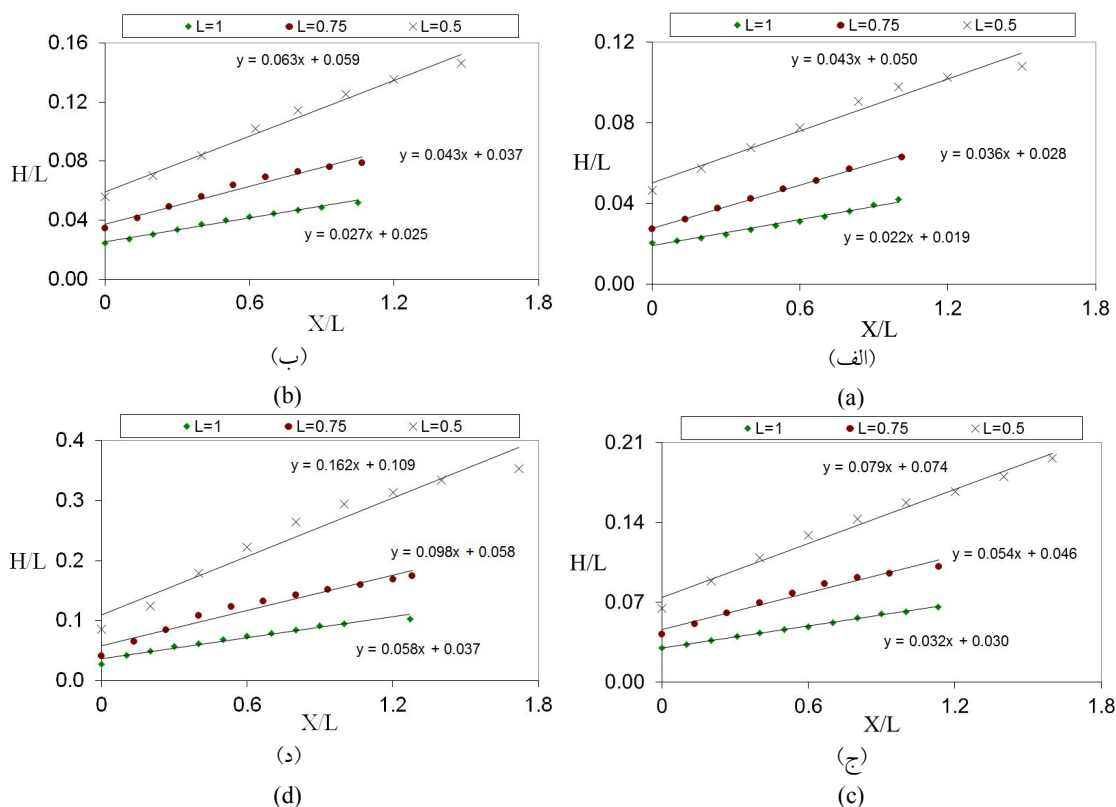 L=1 L=0.75 L=0.5
0.16
0.12
0.08
0.04
0.00
H/L
y = 0.063x + 0.059
y = 0.043x + 0.037
y = 0.027x + 0.025
0 0.6 1.2 1.8
X/L
(ب)
(b)
L=1 L=0.75 L=0.5
0.12
0.08
0.04
0.00
H/L
y = 0.043x + 0.050
y = 0.036x + 0.028
y = 0.022x + 0.019
0 0.6 1.2 1.8
X/L
(الف)
(a)
L=1 L=0.75 L=0.5
0.4
0.3
0.2
0.1
0.0
H/L
y = 0.162x + 0.109
y = 0.098x + 0.058
y = 0.058x + 0.037
0 0.6 1.2 1.8
X/L
(د)
(d)
L=1 L=0.75 L=0.5
0.21
0.14
0.07
0.00
H/L
y = 0.079x + 0.074
y = 0.054x + 0.046
y = 0.032x + 0.030
0 0.6 1.2 1.8
X/L
(ج)
(c)